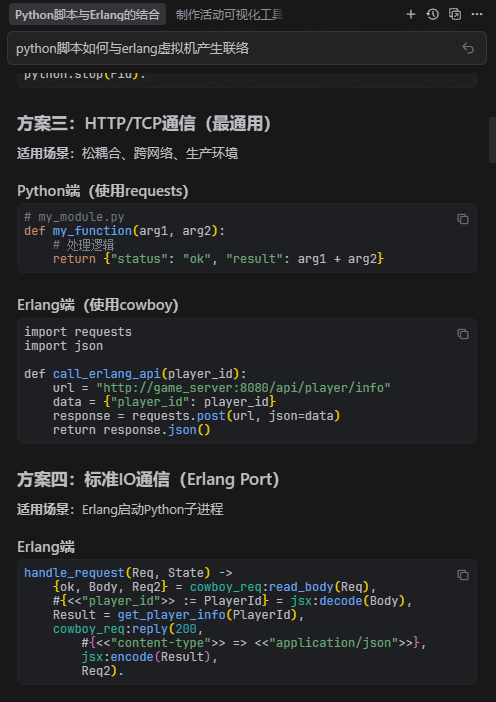 Python脚本与Erlang的结合 制作活动可视化工具
python脚本如何与erlang虚拟机产生联络
python.stop(Pid).
方案三：HTTP/TCP通信（最通用）
适用场景：松耦合、跨网络、生产环境
Python端（使用requests）
# my_module.py
def my_function(arg1, arg2):
    # 处理逻辑
    return {"status": "ok", "result": arg1 + arg2}
Erlang端（使用cowboy）
import requests
import json
def call_erlang_api(player_id):
    url = "http://game_server:8080/api/player/info"
    data = {"player_id": player_id}
    response = requests.post(url, json=data)
    return response.json()
方案四：标准IO通信（Erlang Port）
适用场景：Erlang启动Python子进程
Erlang端
handle_request(Req, State) ->
    {ok, Body, Req2} = cowboy_req:read_body(Req),
    #{<<"player_id">> := PlayerId} = jsx:decode(Body),
    Result = get_player_info(PlayerId),
    cowboy_req:reply(200,
        #{<<"content-type">> => <<"application/json">>},
        jsx:encode(Result),
        Req2).